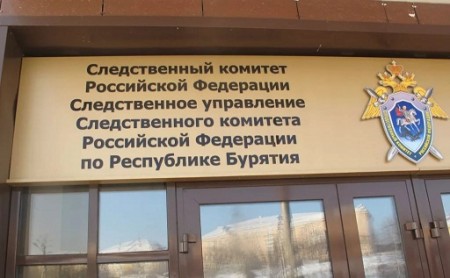 Следственный комитет
Российской Федерации
Следственное управление
Следственного комитета
Российской Федерации
по Республике Бурятия